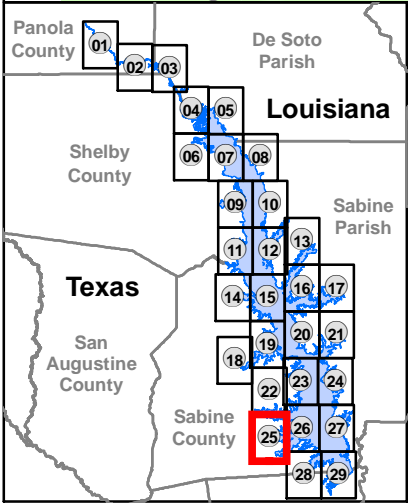 Panola
County
01
02
03
De Soto
Parish
04
05
Louisiana
06
07
08
Shelby
County
09
10
Sabine
Parish
11
12
13
Texas
14
15
16
17
San
Augustine
County
18
19
20
21
22
23
24
Sabine
County
25
26
27
28
29